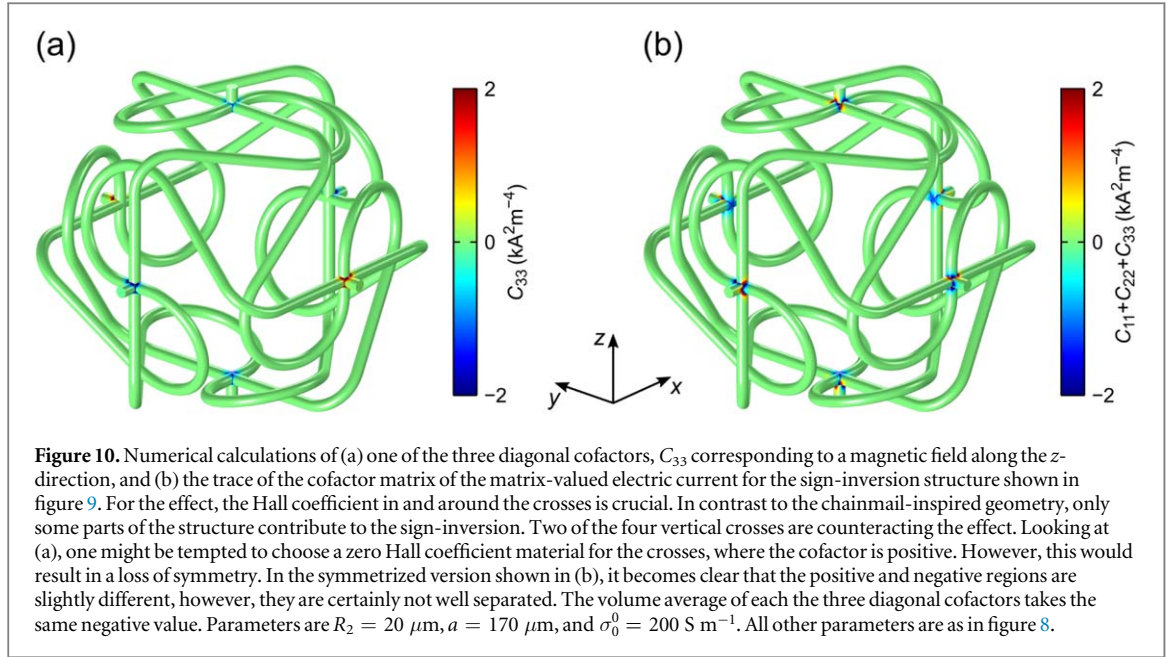 (a)
(b)
2
0
−2
C33 (kA²m⁻⁴)
2
0
−2
C11+C22+C33 (kA²m⁻⁴)
z
y
x
Figure 10. Numerical calculations of (a) one of the three diagonal cofactors, C33 corresponding to a magnetic field along the z-
direction, and (b) the trace of the cofactor matrix of the matrix-valued electric current for the sign-inversion structure shown in
figure 9. For the effect, the Hall coefficient in and around the crosses is crucial. In contrast to the chainmail-inspired geometry, only
some parts of the structure contribute to the sign-inversion. Two of the four vertical crosses are counteracting the effect. Looking at
(a), one might be tempted to choose a zero Hall coefficient material for the crosses, where the cofactor is positive. However, this would
result in a loss of symmetry. In the symmetrized version shown in (b), it becomes clear that the positive and negative regions are
slightly different, however, they are certainly not well separated. The volume average of each the three diagonal cofactors takes the
same negative value. Parameters are R₂ = 20 μm, a = 170 μm, and σ₀⁰ = 200 S m⁻¹. All other parameters are as in figure 8.